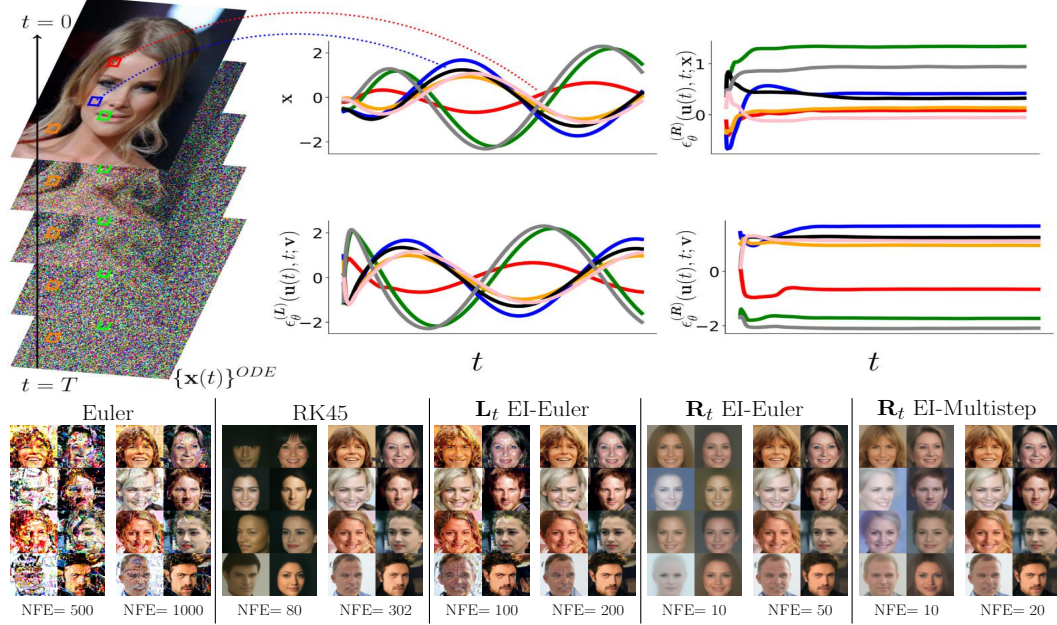 t = 0
t = T
{x(t)}^{ODE}
x
2
0
−2
ϵ_θ^{(R)}(u(t), t; x)
1
0
ϵ_θ^{(L)}(u(t), t; v)
2
0
−2
t
ϵ_θ^{(R)}(u(t), t; v)
0
−2
t
Euler
RK45
L_t EI-Euler
R_t EI-Euler
R_t EI-Multistep
NFE= 500 NFE= 1000 NFE= 80 NFE= 302 NFE= 100 NFE= 200 NFE= 10 NFE= 50 NFE= 10 NFE= 20